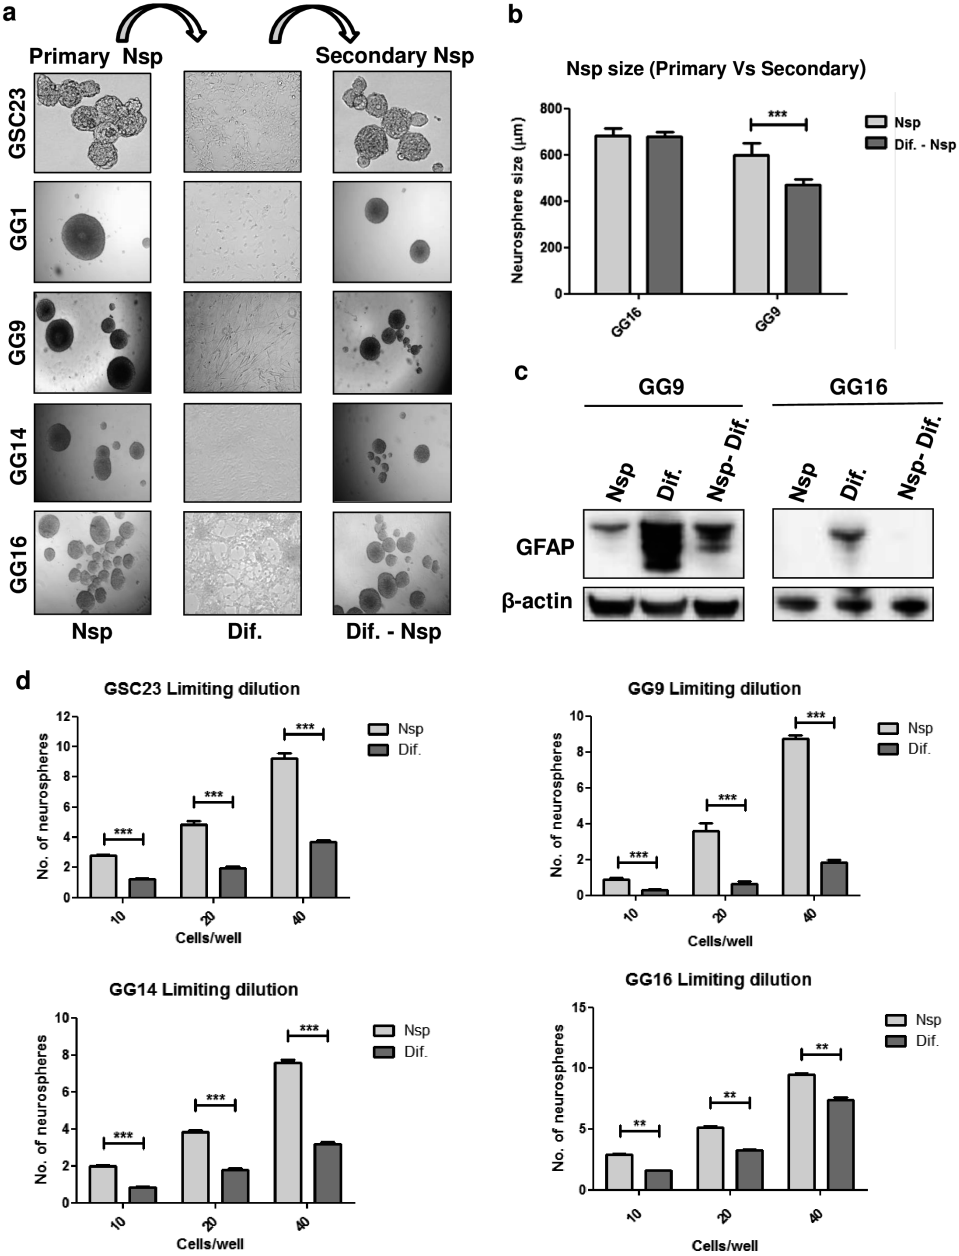 a
Primary Nsp
Secondary Nsp
GSC23
GG1
GG9
GG14
GG16
Nsp
Dif.
Dif. - Nsp
b
Nsp size (Primary Vs Secondary)
Neurosphere size (μm)
800
600
400
200
0
***
GG16
GG9
Nsp
Dif. - Nsp
c
GG9
GG16
Nsp
Dif.
Nsp- Dif.
Nsp
Dif.
Nsp- Dif.
GFAP
β-actin
d
GSC23 Limiting dilution
No. of neurospheres
12
10
8
6
4
2
0
***
***
***
10
20
40
Cells/well
Nsp
Dif.
GG9 Limiting dilution
No. of neurospheres
10
8
6
4
2
0
***
***
***
10
20
40
Cells/well
Nsp
Dif.
GG14 Limiting dilution
No. of neurospheres
10
8
6
4
2
0
***
***
***
10
20
40
Cells/well
Nsp
Dif.
GG16 Limiting dilution
No. of neurospheres
15
10
5
0
**
**
**
10
20
40
Cells/well
Nsp
Dif.